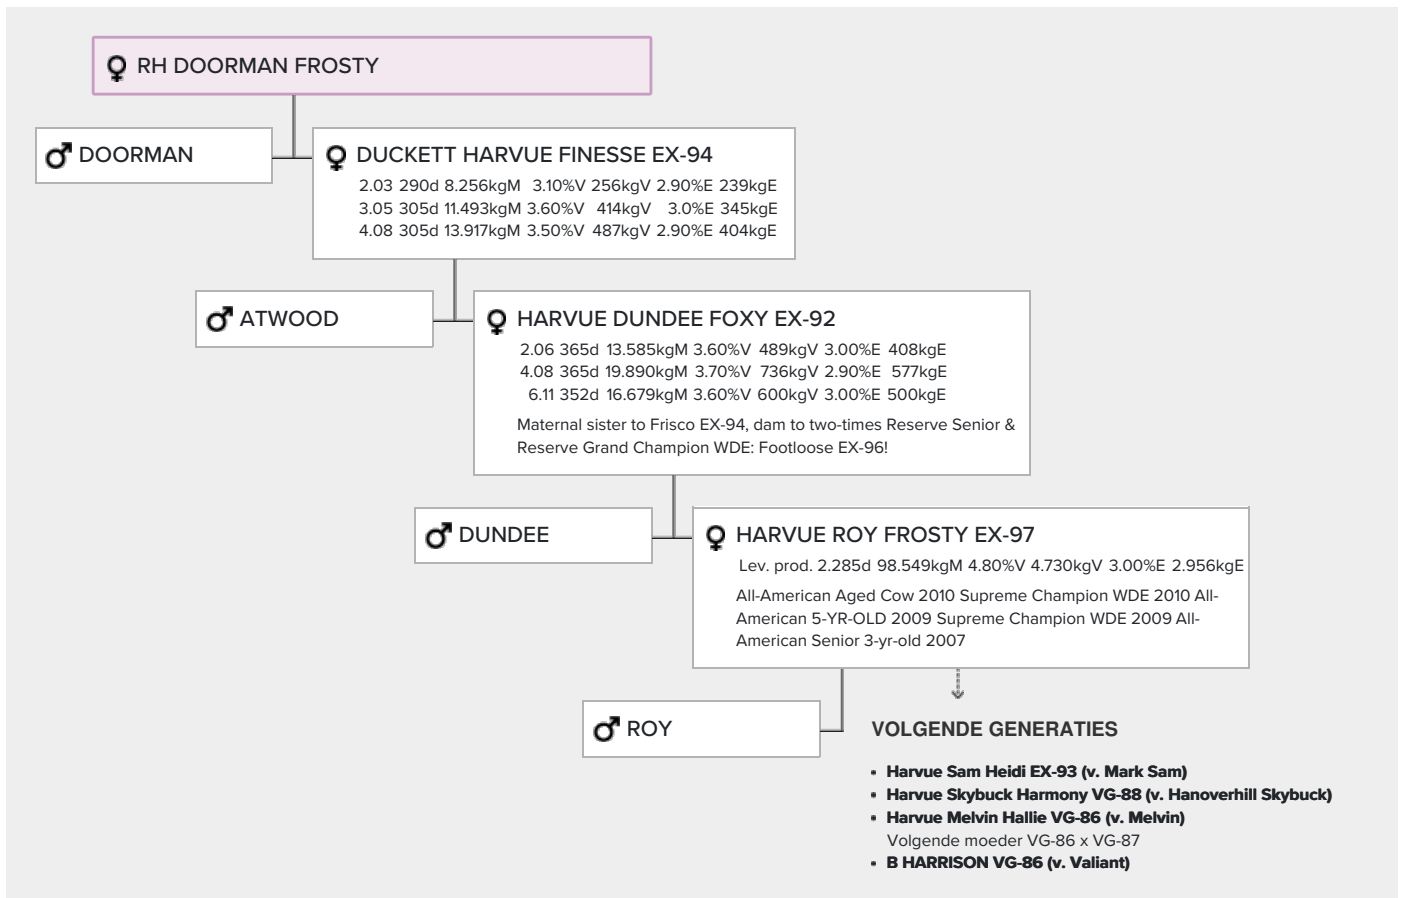 RH DOORMAN FROSTY
DOORMAN
DUCKETT HARVUE FINESSE EX-94
2.03 290d 8.256kgM 3.10%V 256kgV 2.90%E 239kgE
3.05 305d 11.493kgM 3.60%V 414kgV 3.0%E 345kgE
4.08 305d 13.917kgM 3.50%V 487kgV 2.90%E 404kgE
ATWOOD
HARVUE DUNDEE FOXY EX-92
2.06 365d 13.585kgM 3.60%V 489kgV 3.00%E 408kgE
4.08 365d 19.890kgM 3.70%V 736kgV 2.90%E 577kgE
6.11 352d 16.679kgM 3.60%V 600kgV 3.00%E 500kgE
Maternal sister to Frisco EX-94, dam to two-times Reserve Senior &
Reserve Grand Champion WDE: Footloose EX-96!
DUNDEE
HARVUE ROY FROSTY EX-97
Lev. prod. 2.285d 98.549kgM 4.80%V 4.730kgV 3.00%E 2.956kgE
All-American Aged Cow 2010 Supreme Champion WDE 2010 All-
American 5-YR-OLD 2009 Supreme Champion WDE 2009 All-
American Senior 3-yr-old 2007
ROY
VOLGENDE GENERATIES
• Harvue Sam Heidi EX-93 (v. Mark Sam)
• Harvue Skybuck Harmony VG-88 (v. Hanoverhill Skybuck)
• Harvue Melvin Hallie VG-86 (v. Melvin)
Volgende moeder VG-86 x VG-87
• B HARRISON VG-86 (v. Valiant)